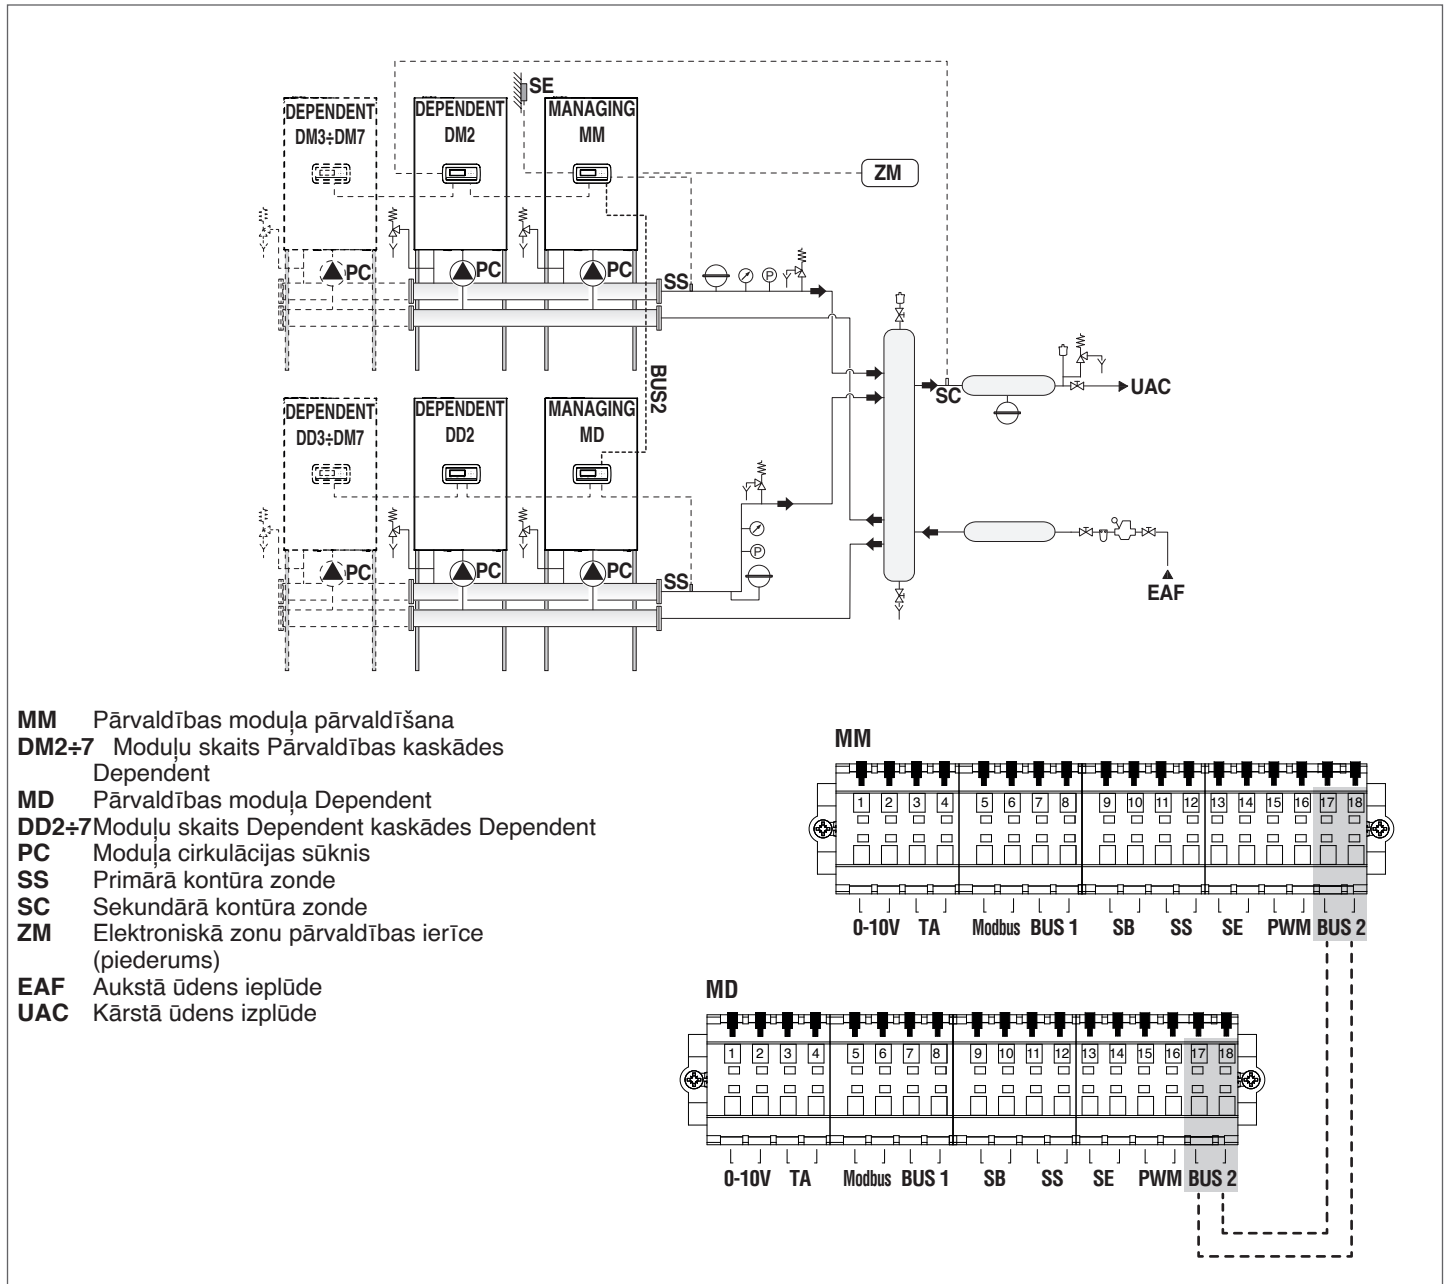 SE
DEPENDENT DEPENDENT MANAGING
DM3÷DM7 DM2 MM
ZM
PC PC PC SS P
BUS2
SC UAC
DEPENDENT DEPENDENT MANAGING
DD3÷DM7 DD2 MD
P
PC PC PC SS
EAF
MM Pārvaldības moduļa pārvaldīšana
DM2÷7 Moduļu skaits Pārvaldības kaskādes
Dependent
MD Pārvaldības moduļa Dependent
DD2÷7 Moduļu skaits Dependent kaskādes Dependent
PC Moduļa cirkulācijas sūknis
SS Primārā kontūra zonde
SC Sekundārā kontūra zonde
ZM Elektroniskā zonu pārvaldības ierīce
(piederums)
EAF Aukstā ūdens ieplūde
UAC Kārstā ūdens izplūde
MM
1 2 3 4 5 6 7 8 9 10 11 12 13 14 15 16 17 18
0-10V TA Modbus BUS 1 SB SS SE PWM BUS 2
MD
1 2 3 4 5 6 7 8 9 10 11 12 13 14 15 16 17 18
0-10V TA Modbus BUS 1 SB SS SE PWM BUS 2